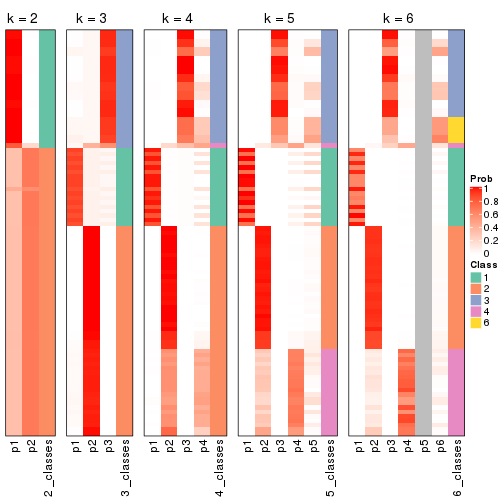 k = 2
k = 3
k = 4
k = 5
k = 6
p1
p2
2_classes
p1
p2
p3
3_classes
p1
p2
p3
p4
4_classes
p1
p2
p3
p4
p5
5_classes
p1
p2
p3
p4
p5
p6
6_classes
Prob
1
0.8
0.6
0.4
0.2
0
Class
1
2
3
4
6